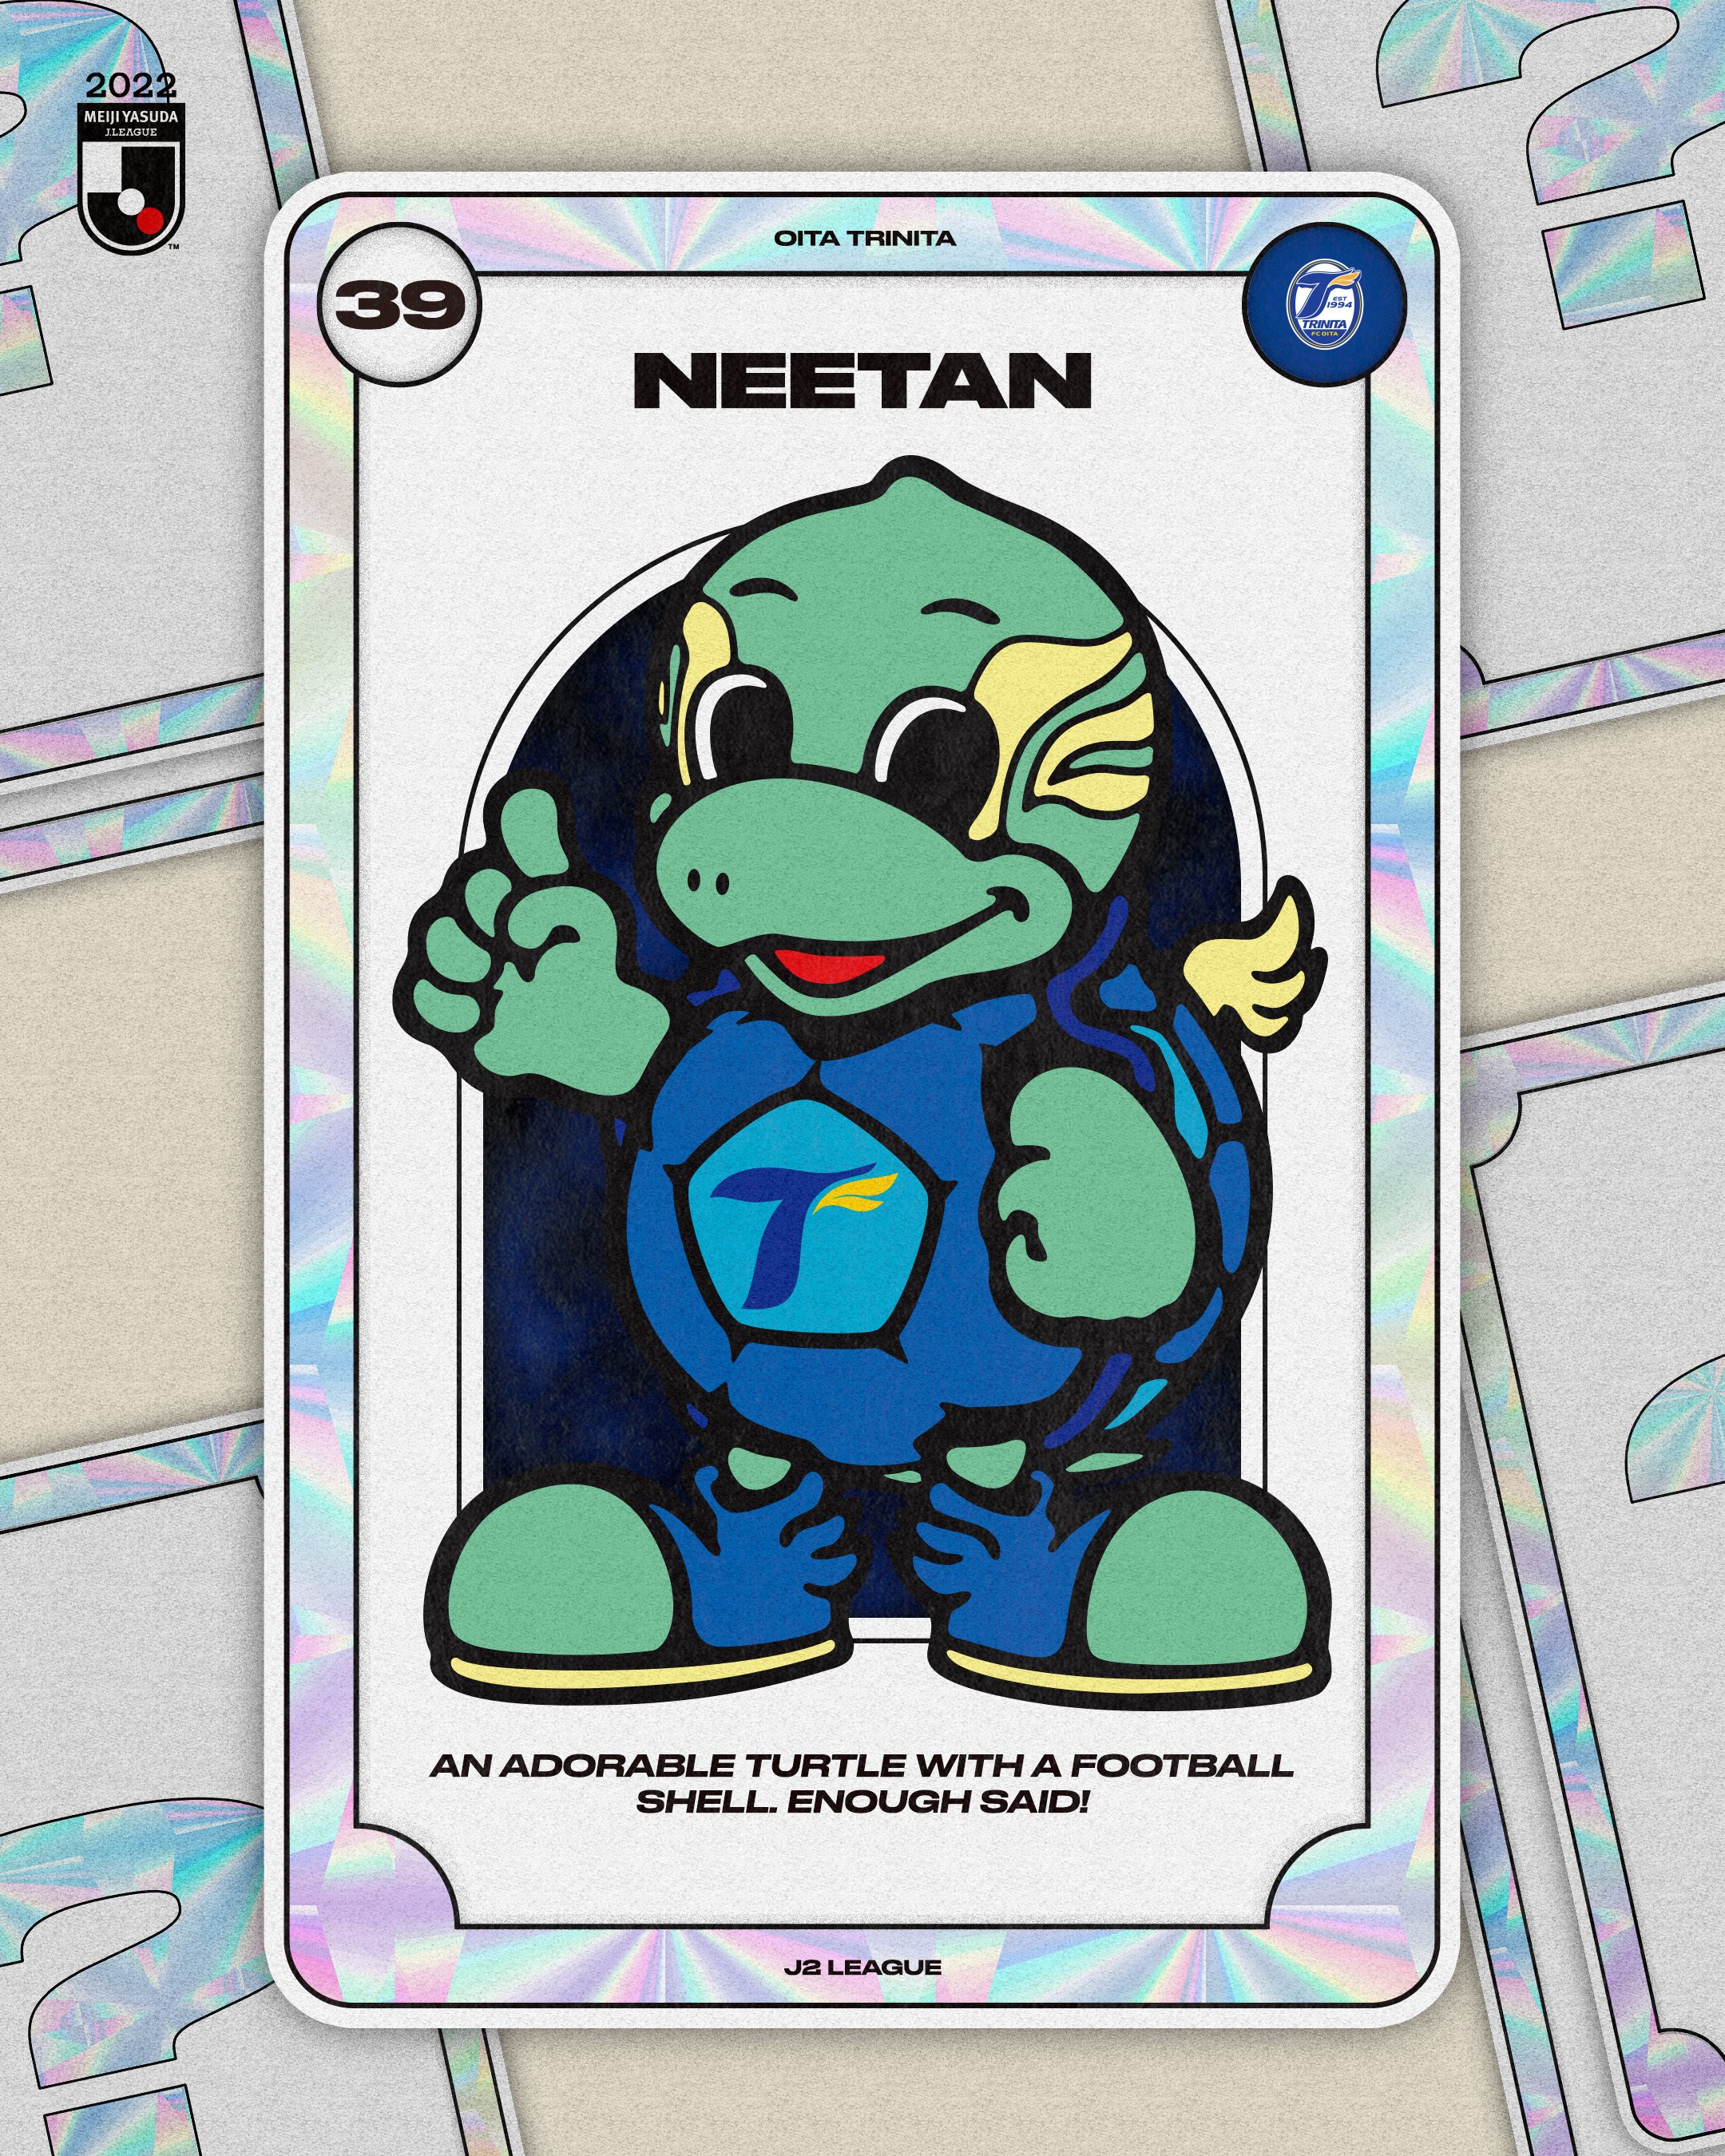 2022
MEIJI YASUDA
J.LEAGUE
TM
OITA TRINITA
39
EST
1994
TRINITA
FC OITA
NEETAN
T
AN ADORABLE TURTLE WITH A FOOTBALL
SHELL. ENOUGH SAID!
J2 LEAGUE